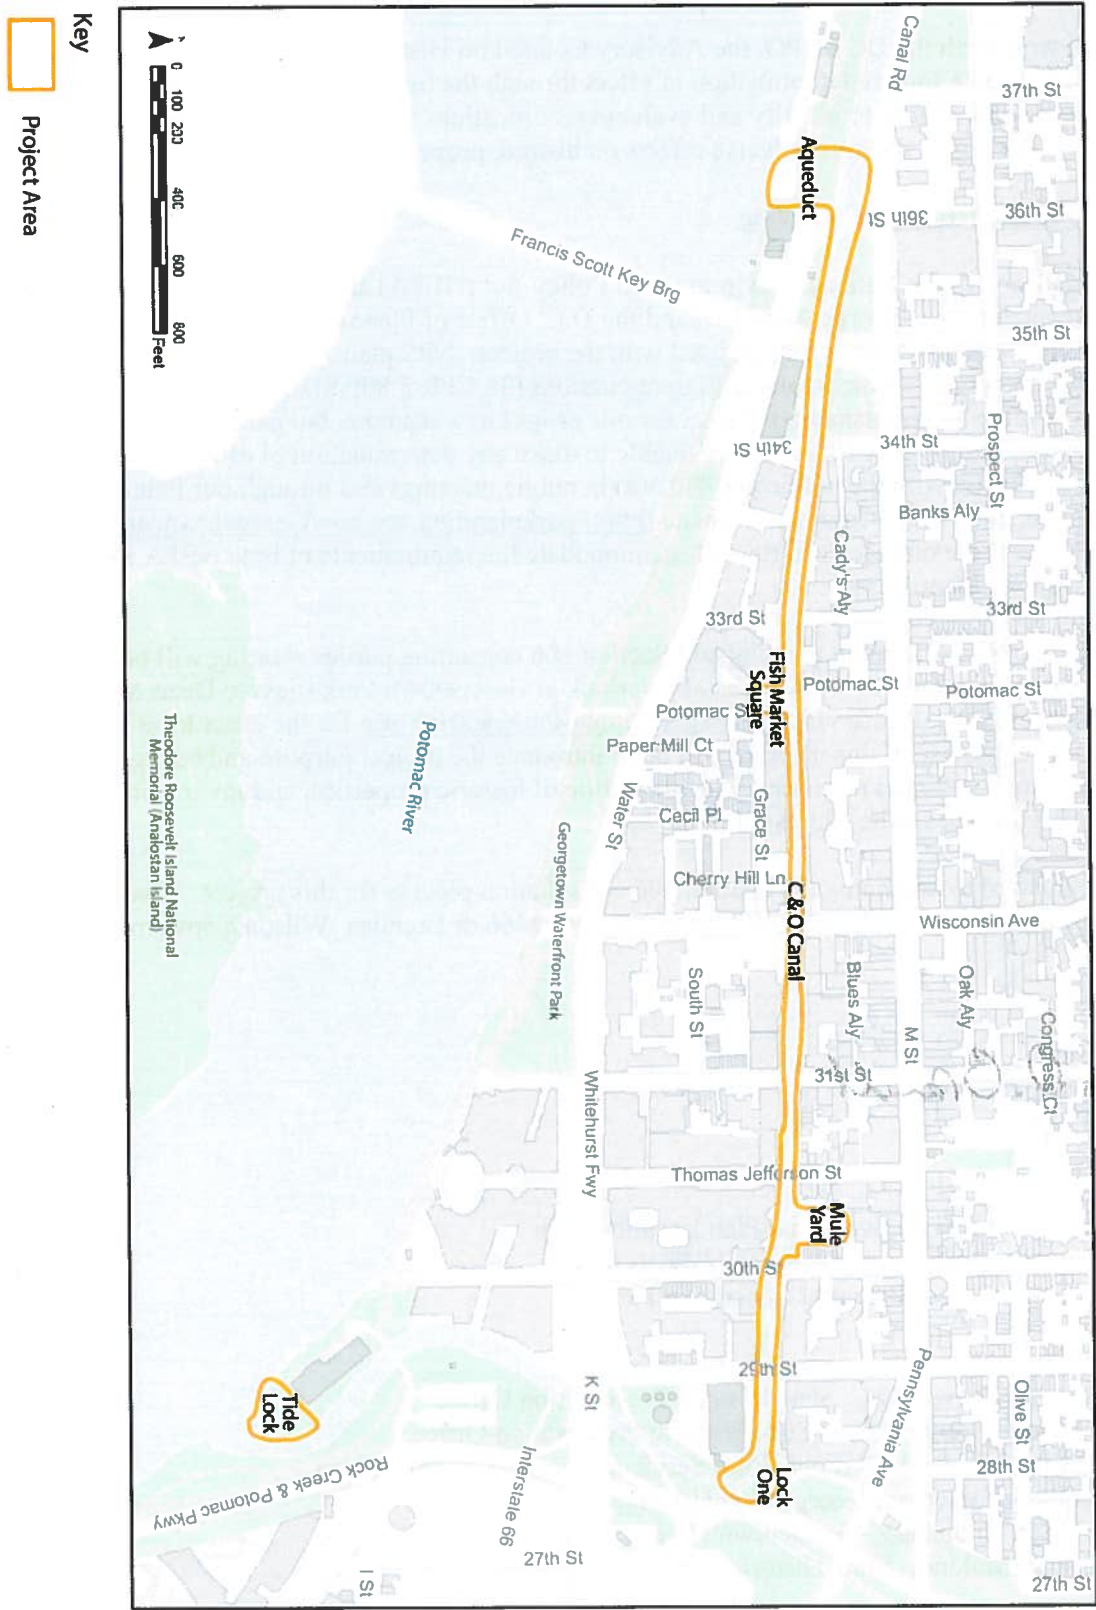 Key
Project Area
0 100 200 400 600 800
Feet
Canal Rd
37th St
36th St
36th St
35th St
34th St
34th St
Prospect St
Banks Aly
Cady's Aly
33rd St
33rd St
Aqueduct
Francis Scott Key Brg
Fish Market
Square
Potomac St
Potomac St
Potomac St
Paper Mill Ct
Water St
Cecil Pl
Grace St
Cherry Hill Ln
C & O Canal
Wisconsin Ave
Potomac River
Georgetown Waterfront Park
Theodore Roosevelt Island National
Memorial (Analostan Island)
South St
Blues Aly
Oak Aly
Congress Ct
M St
31st St
Whitehurst Fwy
Thomas Jefferson St
Mule
Yard
30th St
29th St
Pennsylvania Ave
Olive St
28th St
K St
Lock
One
Tide
Lock
Rock Creek & Potomac Pkwy
Interstate 66
27th St
27th St
I St